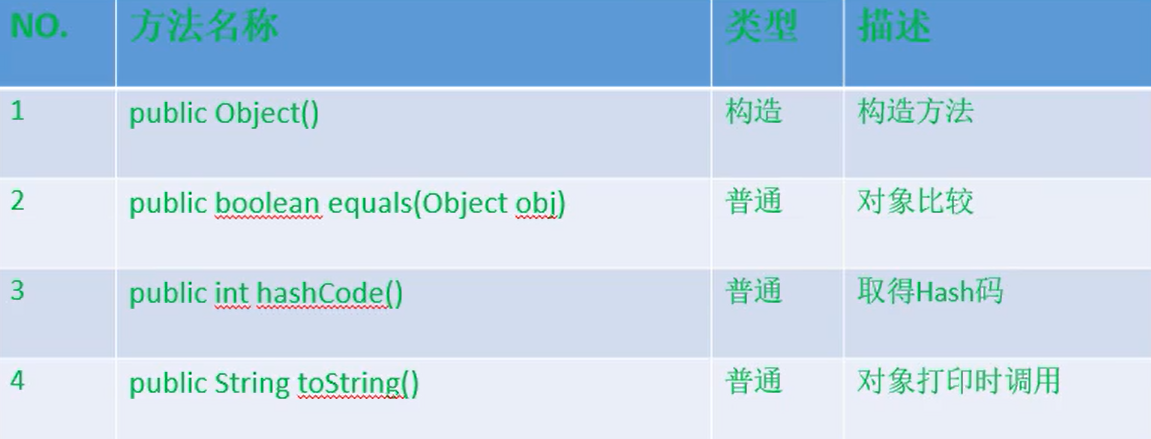 NO. 方法名称 类型 描述
1 public Object() 构造 构造方法
2 public boolean equals(Object obj) 普通 对象比较
3 public int hashCode() 普通 取得Hash码
4 public String toString() 普通 对象打印时调用